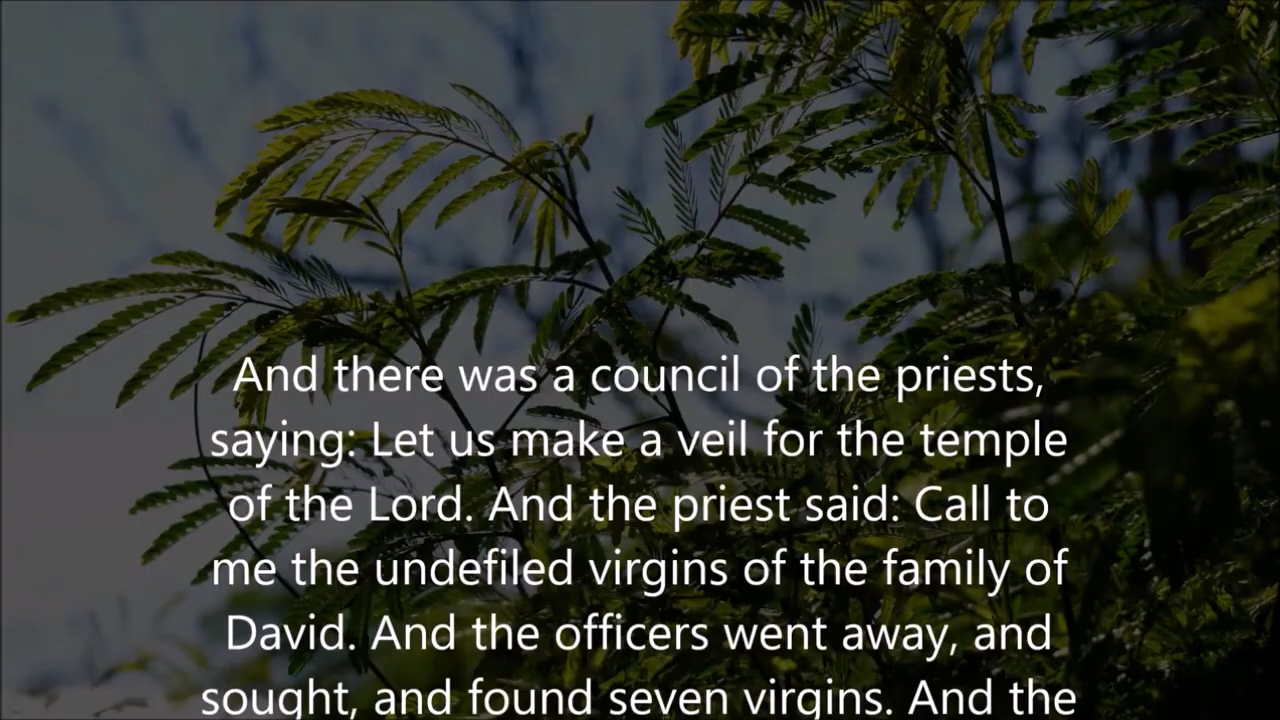 And there was a council of the priests,
saying: Let us make a veil for the temple
of the Lord. And the priest said: Call to
me the undefiled virgins of the family of
David. And the officers went away, and
sought, and found seven virgins. And the